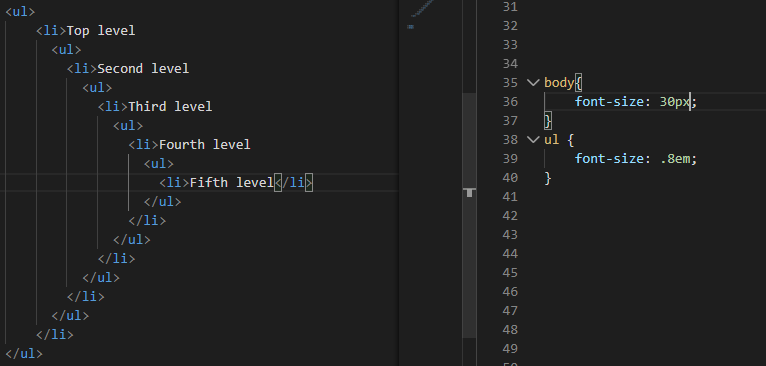 <ul>
<li>Top level
<ul>
<li>Second level
<ul>
<li>Third level
<ul>
<li>Fourth level
<ul>
<li>Fifth level</li>
</ul>
</li>
</ul>
</li>
</ul>
</li>
</ul>
</li>
</ul>
31
32
33
34
35 body{
36 font-size: 30px;
37 }
38 ul {
39 font-size: .8em;
40 }
41
42
43
44
45
46
47
48
49
50